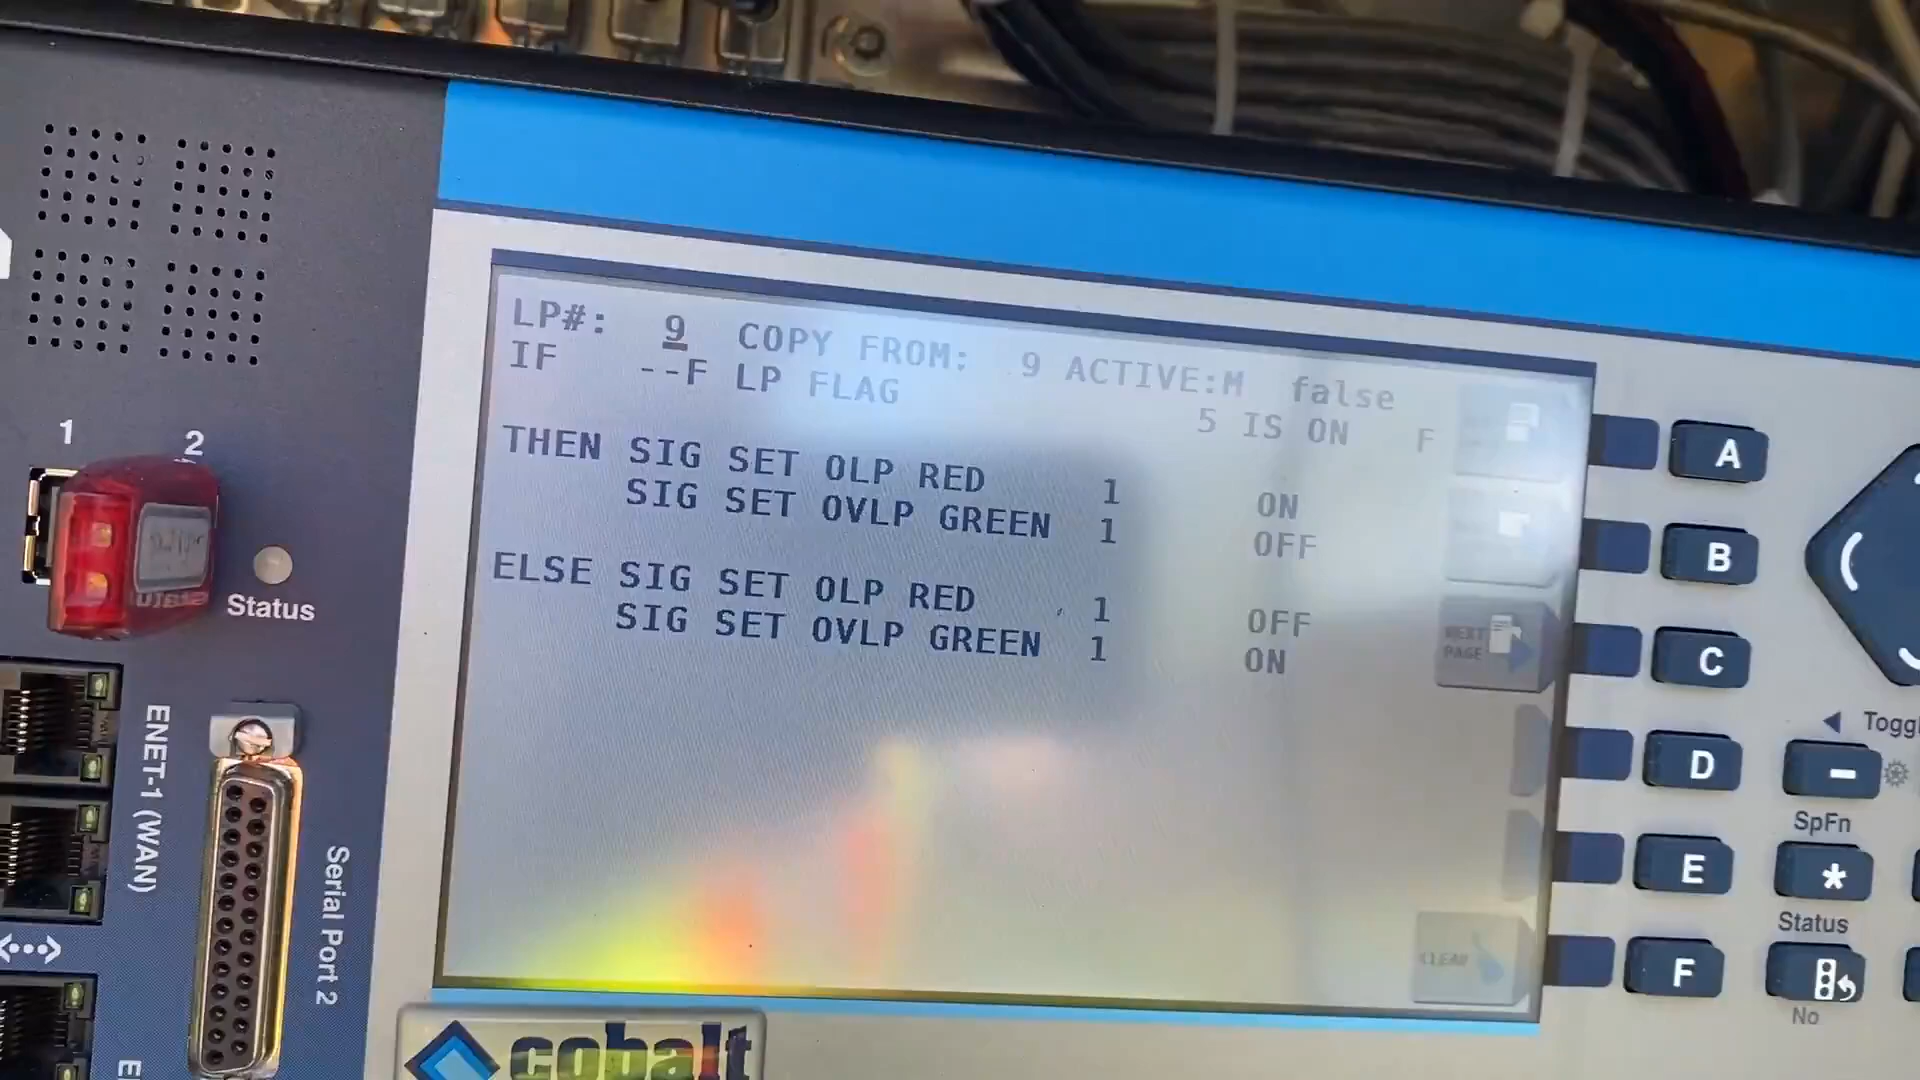 LP#: 9 COPY FROM: 9 ACTIVE:M false
IF --F LP FLAG 5 IS ON F
THEN SIG SET OLP RED 1 ON
SIG SET OVLP GREEN 1 OFF
ELSE SIG SET OLP RED 1 OFF
SIG SET OVLP GREEN 1 ON
NEXT
PAGE
CLEAR
A
B
C
D
E
F
Toggl
-
SpFn
*
Status
No
1
2
Status
ENET-1 (WAN)
Serial Port 2
cobalt